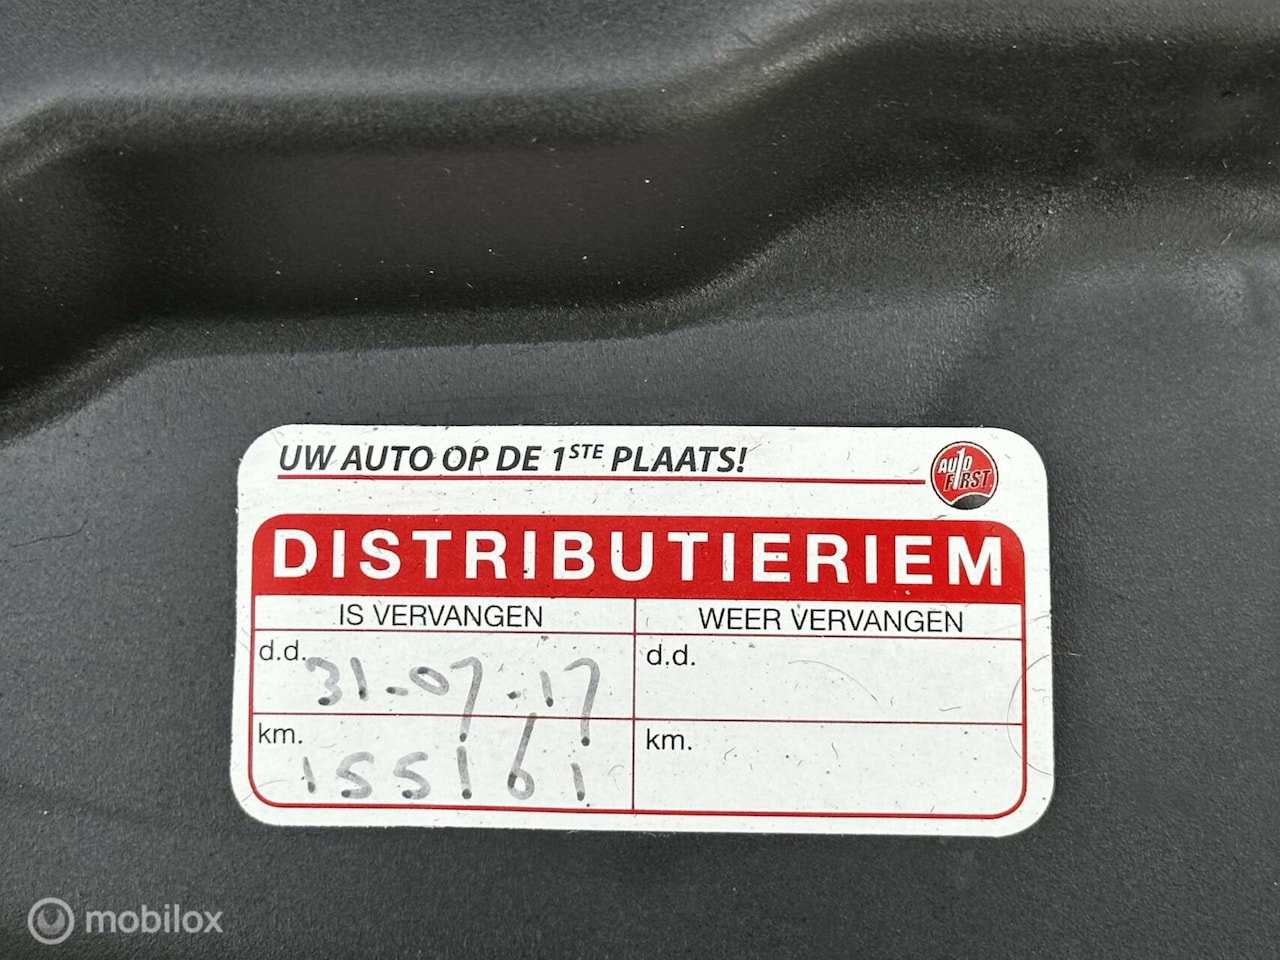 UW AUTO OP DE 1STE PLAATS!
AUTO
F1RST
DISTRIBUTIERIEM
IS VERVANGEN
WEER VERVANGEN
d.d. 31-07-17
d.d.
km. 155161
km.
mobilox